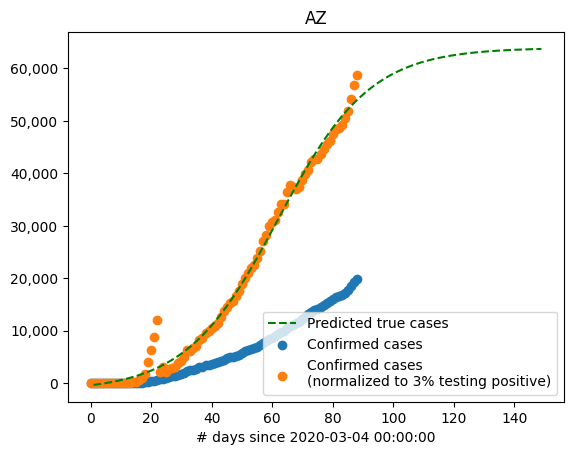 AZ
60,000
50,000
40,000
30,000
20,000
10,000
0
Predicted true cases
Confirmed cases
Confirmed cases
(normalized to 3% testing positive)
0 20 40 60 80 100 120 140
# days since 2020-03-04 00:00:00